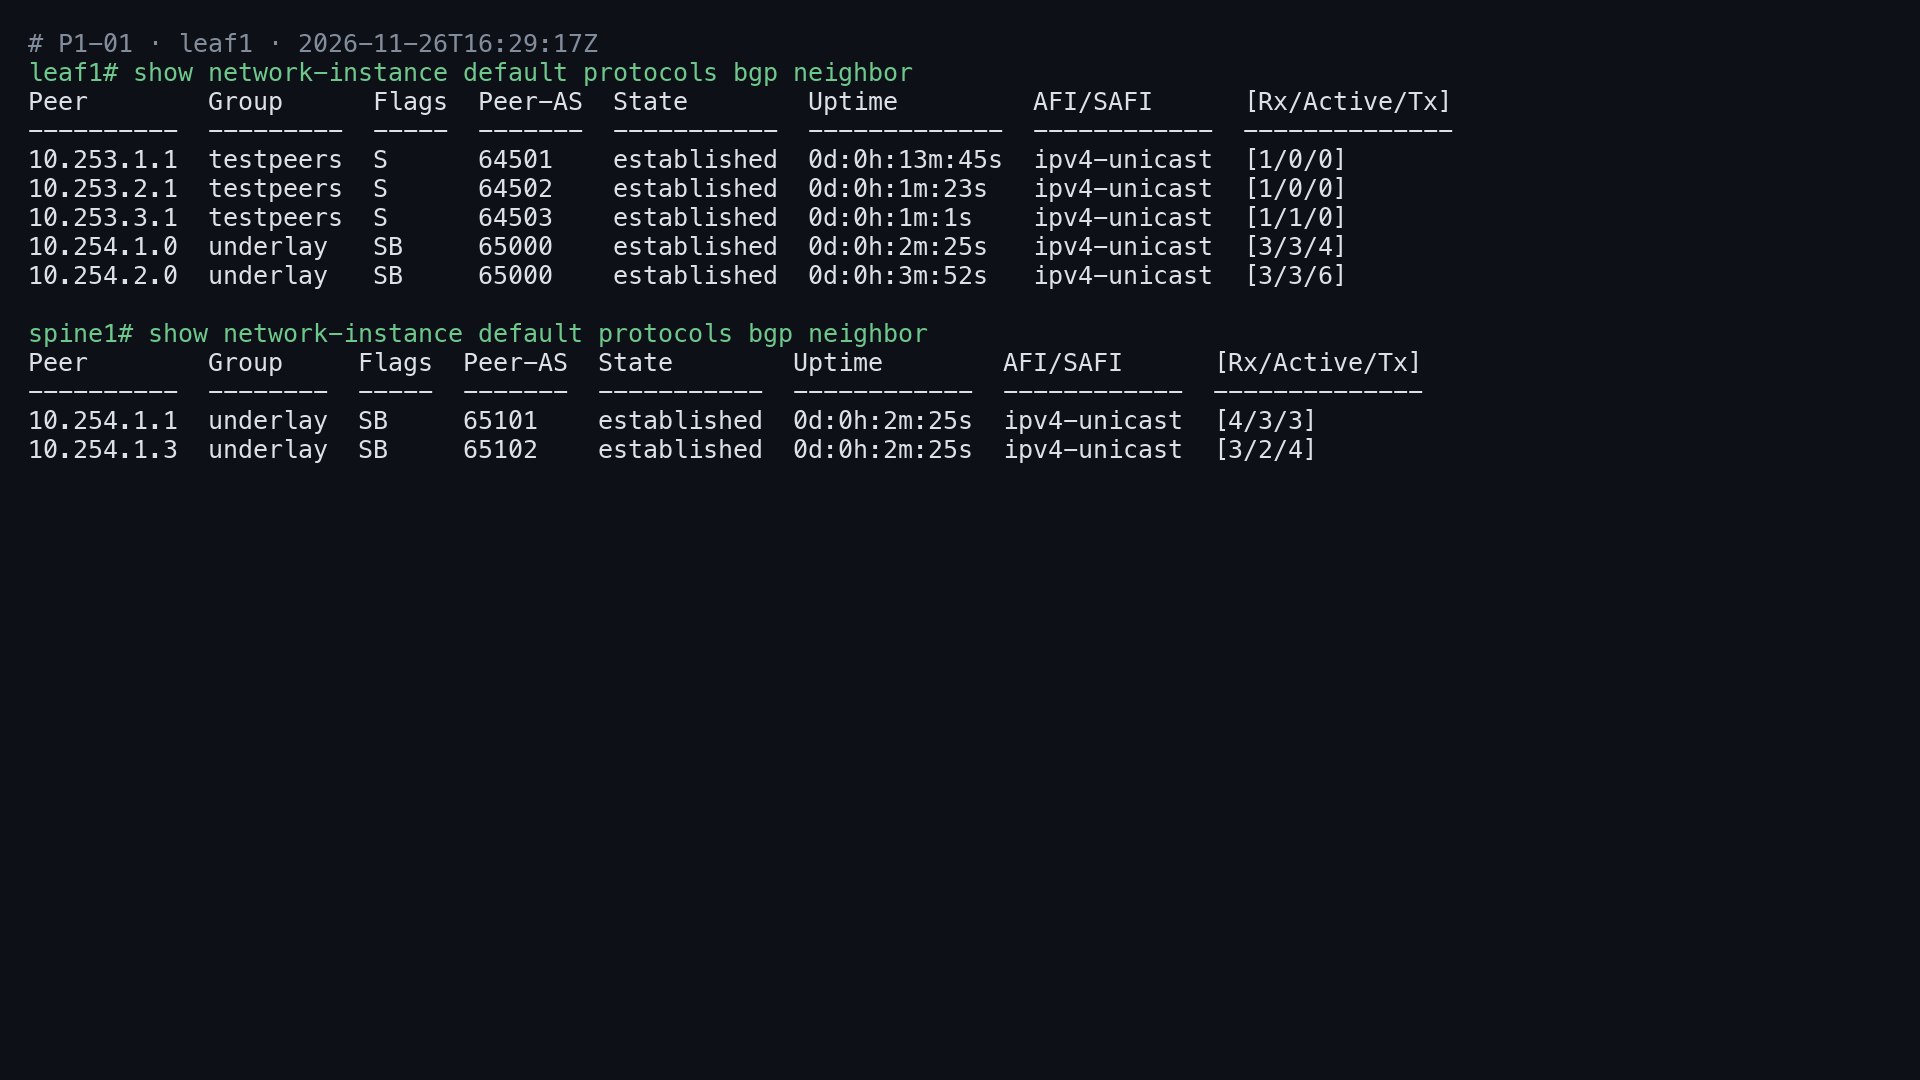 # P1-01 · leaf1 · 2026-11-26T16:29:17Z
leaf1# show network-instance default protocols bgp neighbor
Peer        Group      Flags  Peer-AS  State        Uptime         AFI/SAFI      [Rx/Active/Tx]
----------  ---------  -----  -------  -----------  -------------  ------------  --------------
10.253.1.1  testpeers  S      64501    established  0d:0h:13m:45s  ipv4-unicast  [1/0/0]
10.253.2.1  testpeers  S      64502    established  0d:0h:1m:23s   ipv4-unicast  [1/0/0]
10.253.3.1  testpeers  S      64503    established  0d:0h:1m:1s    ipv4-unicast  [1/1/0]
10.254.1.0  underlay   SB     65000    established  0d:0h:2m:25s   ipv4-unicast  [3/3/4]
10.254.2.0  underlay   SB     65000    established  0d:0h:3m:52s   ipv4-unicast  [3/3/6]

spine1# show network-instance default protocols bgp neighbor
Peer        Group     Flags  Peer-AS  State        Uptime        AFI/SAFI      [Rx/Active/Tx]
----------  --------  -----  -------  -----------  ------------  ------------  --------------
10.254.1.1  underlay  SB     65101    established  0d:0h:2m:25s  ipv4-unicast  [4/3/3]
10.254.1.3  underlay  SB     65102    established  0d:0h:2m:25s  ipv4-unicast  [3/2/4]